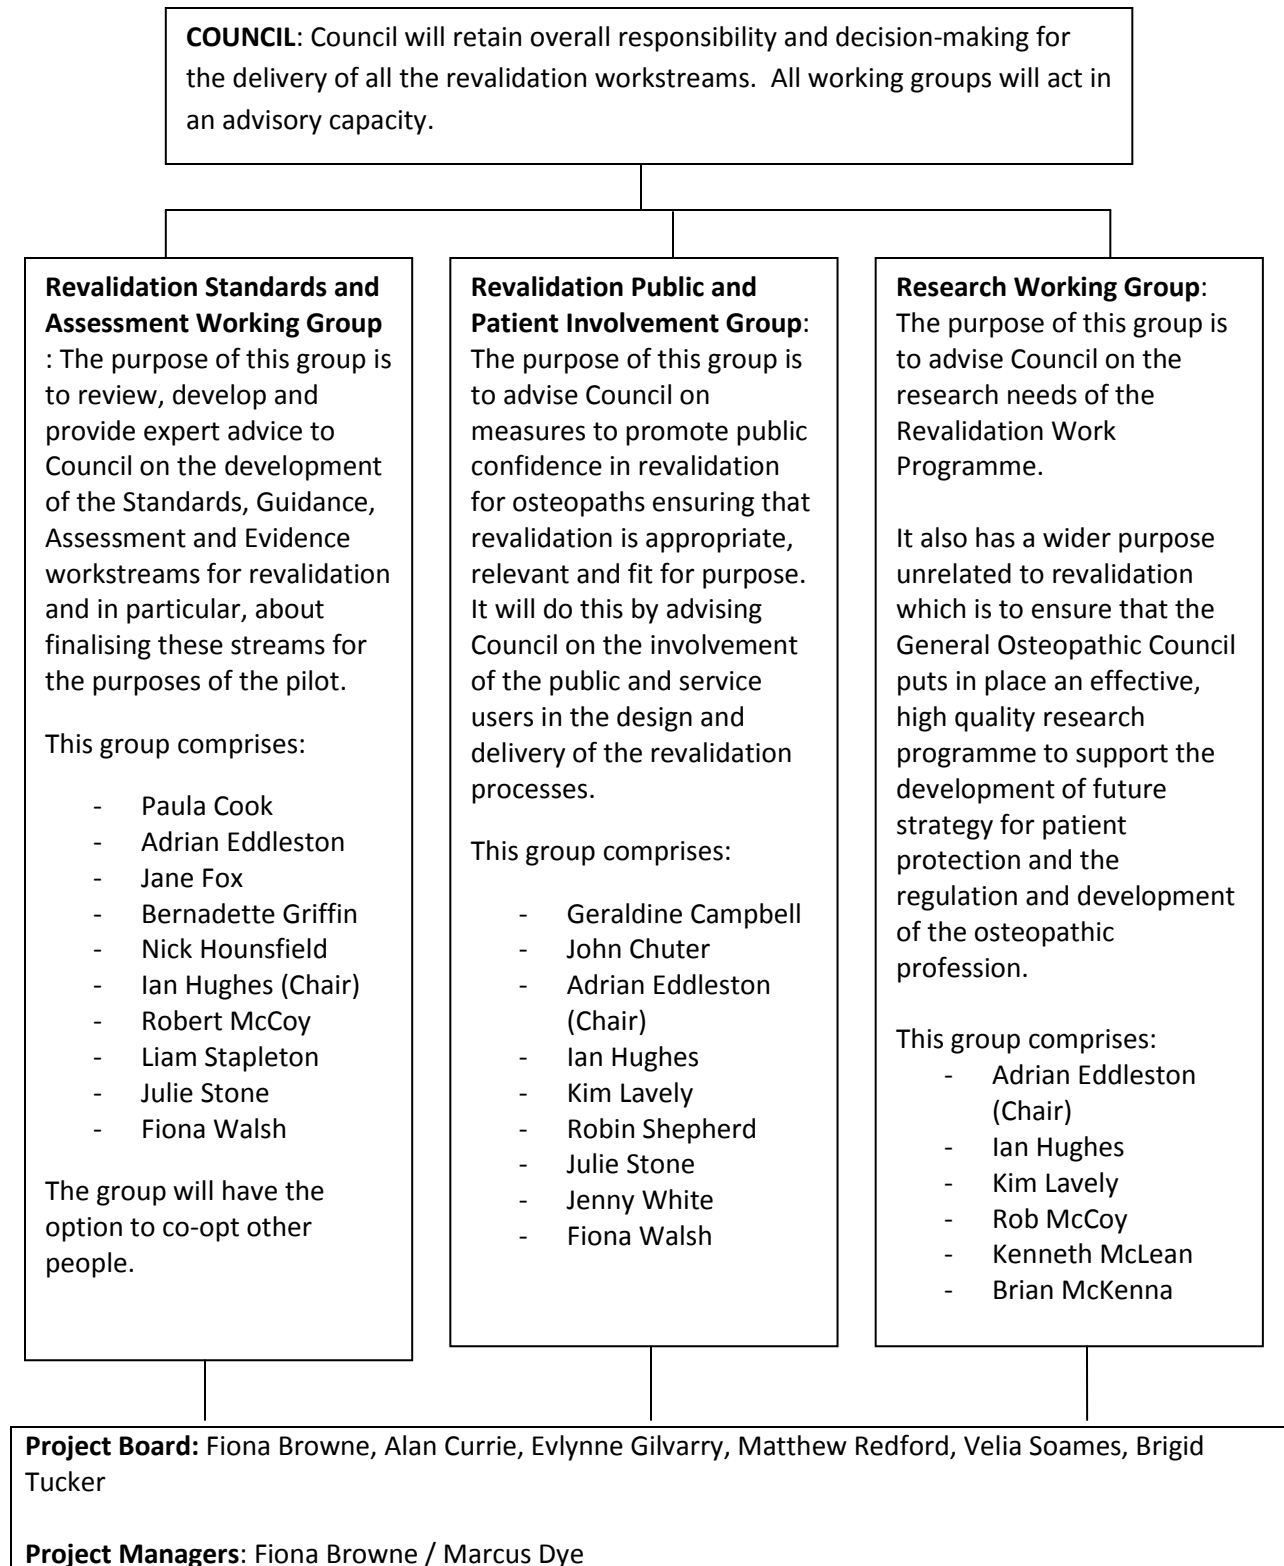 COUNCIL: Council will retain overall responsibility and decision-making for
the delivery of all the revalidation workstreams.  All working groups will act in
an advisory capacity.
Revalidation Standards and
Assessment Working Group
: The purpose of this group is
to review, develop and
provide expert advice to
Council on the development
of the Standards, Guidance,
Assessment and Evidence
workstreams for revalidation
and in particular, about
finalising these streams for
the purposes of the pilot.
This group comprises:
- Paula Cook
- Adrian Eddleston
- Jane Fox
- Bernadette Griffin
- Nick Hounsfield
- Ian Hughes (Chair)
- Robert McCoy
- Liam Stapleton
- Julie Stone
- Fiona Walsh
The group will have the
option to co-opt other
people.
Revalidation Public and
Patient Involvement Group:
The purpose of this group is
to advise Council on
measures to promote public
confidence in revalidation
for osteopaths ensuring that
revalidation is appropriate,
relevant and fit for purpose.
It will do this by advising
Council on the involvement
of the public and service
users in the design and
delivery of the revalidation
processes.
This group comprises:
- Geraldine Campbell
- John Chuter
- Adrian Eddleston
(Chair)
- Ian Hughes
- Kim Lavely
- Robin Shepherd
- Julie Stone
- Jenny White
- Fiona Walsh
Research Working Group:
The purpose of this group is
to advise Council on the
research needs of the
Revalidation Work
Programme.
It also has a wider purpose
unrelated to revalidation
which is to ensure that the
General Osteopathic Council
puts in place an effective,
high quality research
programme to support the
development of future
strategy for patient
protection and the
regulation and development
of the osteopathic
profession.
This group comprises:
- Adrian Eddleston
(Chair)
- Ian Hughes
- Kim Lavely
- Rob McCoy
- Kenneth McLean
- Brian McKenna
Project Board: Fiona Browne, Alan Currie, Evlynne Gilvarry, Matthew Redford, Velia Soames, Brigid
Tucker
Project Managers: Fiona Browne / Marcus Dye